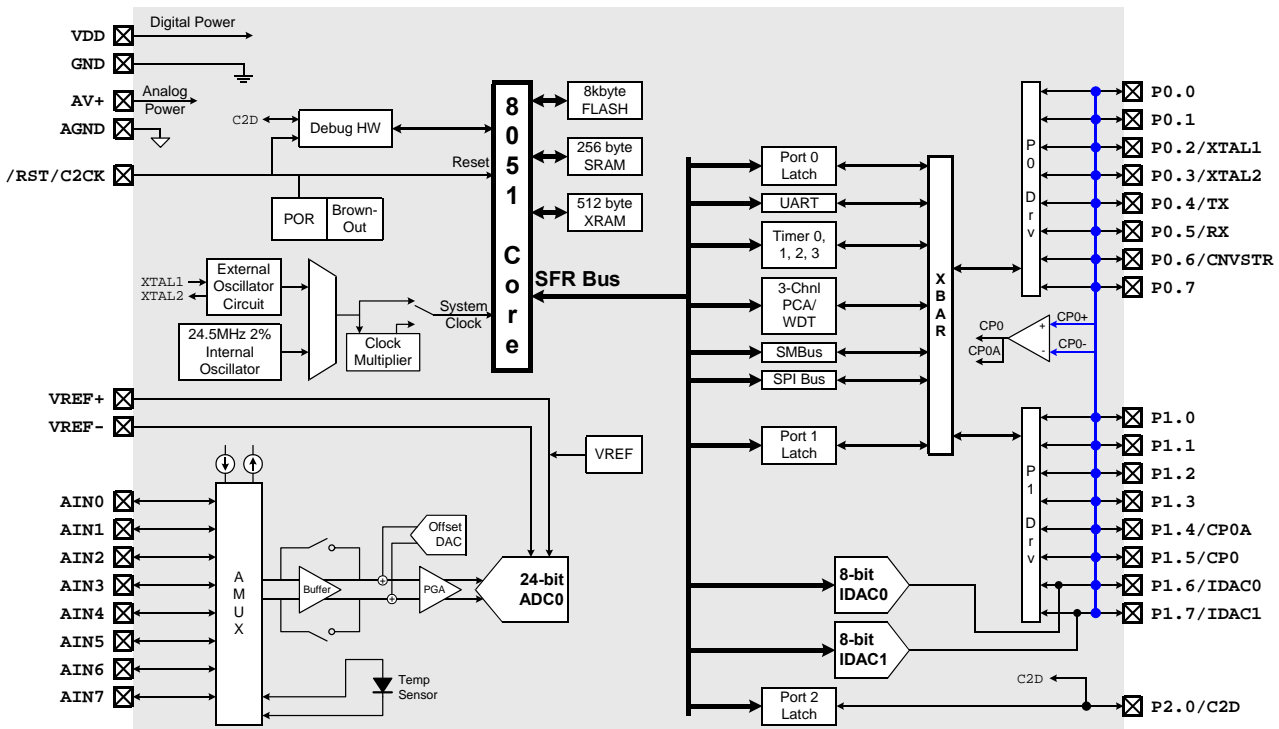 VDD
Digital Power
GND
AV+
Analog
Power
AGND
/RST/C2CK
C2D
Debug HW
Reset
POR
Brown-
Out
XTAL1
XTAL2
External
Oscillator
Circuit
24.5MHz 2%
Internal
Oscillator
Clock
Multiplier
System
Clock
8
0
5
1
C
o
r
e
8kbyte
FLASH
256 byte
SRAM
512 byte
XRAM
SFR Bus
VREF+
VREF-
VREF
AIN0
AIN1
AIN2
AIN3
AIN4
AIN5
AIN6
AIN7
A
M
U
X
Buffer
+
+
Offset
DAC
PGA
24-bit
ADC0
Temp
Sensor
Port 0
Latch
UART
Timer 0,
1, 2, 3
3-Chnl
PCA/
WDT
SMBus
SPI Bus
Port 1
Latch
8-bit
IDAC0
8-bit
IDAC1
Port 2
Latch
X
B
A
R
P
0
D
r
v
CP0
CP0A
+
-
CP0+
CP0-
P
1
D
r
v
C2D
P0.0
P0.1
P0.2/XTAL1
P0.3/XTAL2
P0.4/TX
P0.5/RX
P0.6/CNVSTR
P0.7
P1.0
P1.1
P1.2
P1.3
P1.4/CP0A
P1.5/CP0
P1.6/IDAC0
P1.7/IDAC1
P2.0/C2D